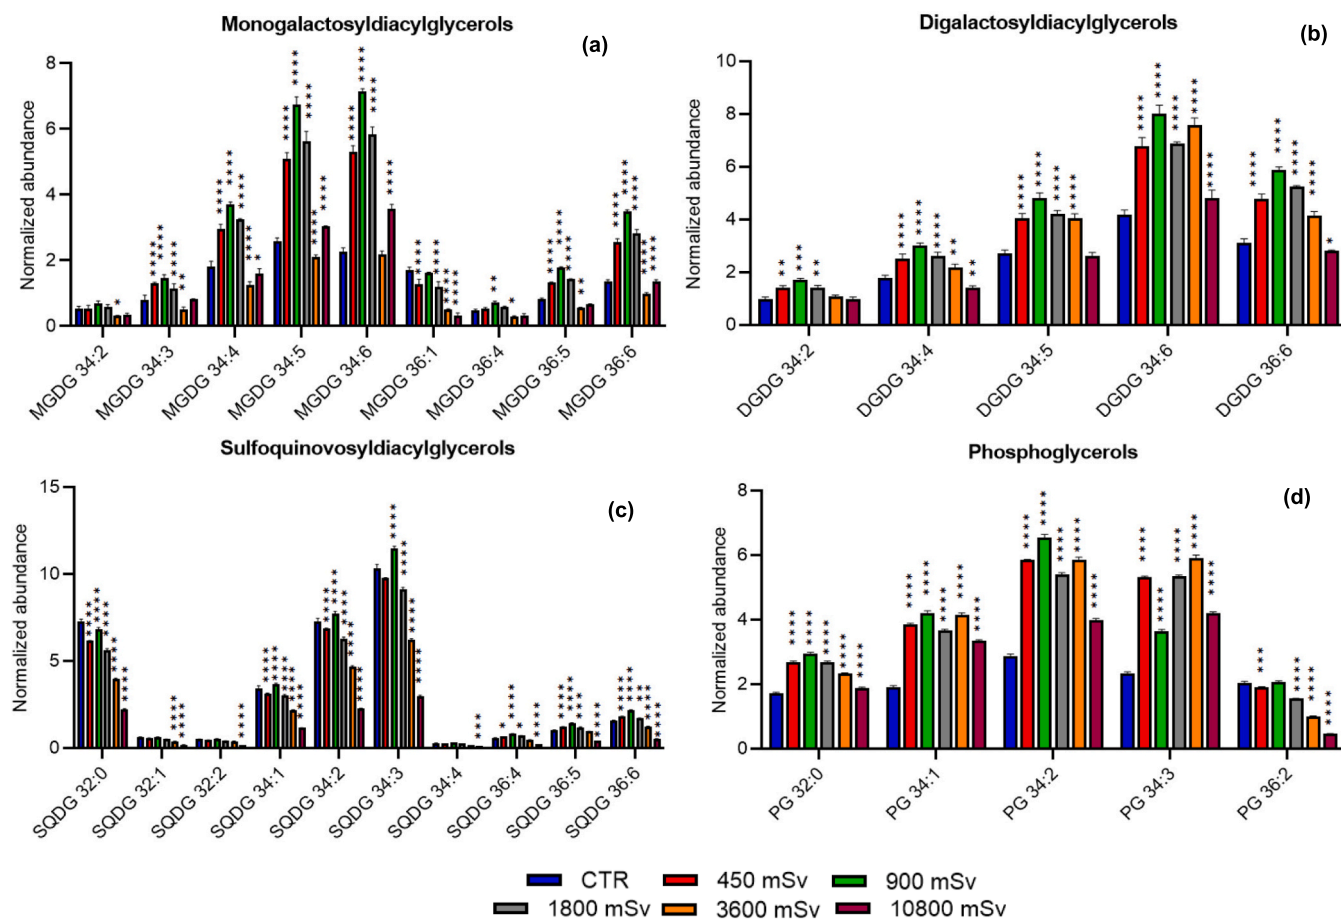 Monogalactosyldiacylglycerols
(a)
Normalized abundance
8
6
4
2
0
MGDG 34:2
MGDG 34:3
MGDG 34:4
MGDG 34:5
MGDG 34:6
MGDG 36:1
MGDG 36:4
MGDG 36:5
MGDG 36:6
Digalactosyldiacylglycerols
(b)
Normalized abundance
10
8
6
4
2
0
DGDG 34:2
DGDG 34:4
DGDG 34:5
DGDG 34:6
DGDG 36:6
Sulfoquinovosyldiacylglycerols
(c)
Normalized abundance
15
10
5
0
SQDG 32:0
SQDG 32:1
SQDG 32:2
SQDG 34:1
SQDG 34:2
SQDG 34:3
SQDG 34:4
SQDG 36:4
SQDG 36:5
SQDG 36:6
Phosphoglycerols
(d)
Normalized abundance
8
6
4
2
0
PG 32:0
PG 34:1
PG 34:2
PG 34:3
PG 36:2
CTR 450 mSv 900 mSv
1800 mSv 3600 mSv 10800 mSv